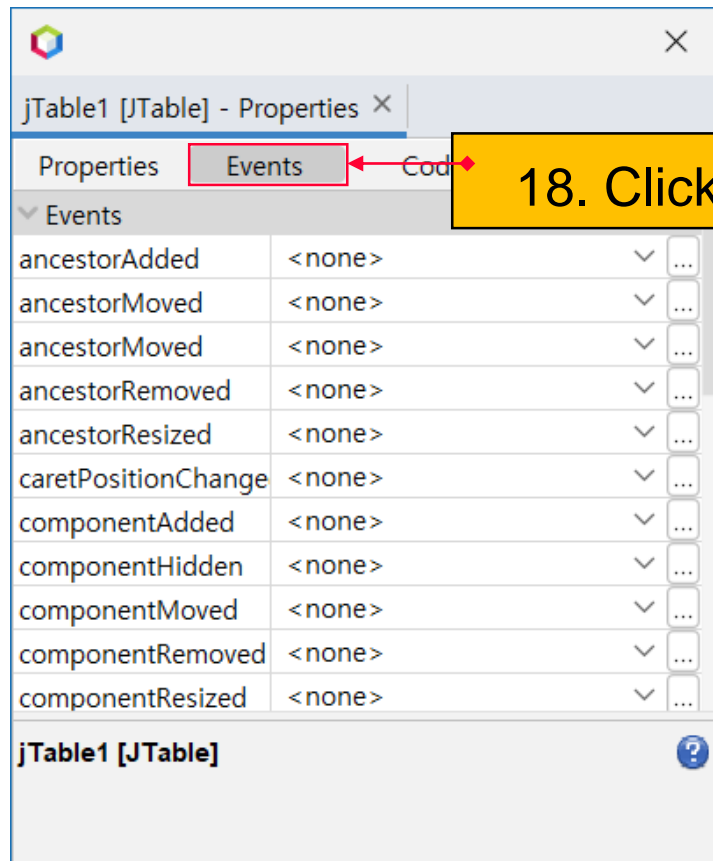 jTable1 [JTable] - Properties
Properties Events Cod
18. Click
Events
ancestorAdded <none> ...
ancestorMoved <none> ...
ancestorMoved <none> ...
ancestorRemoved <none> ...
ancestorResized <none> ...
caretPositionChange <none> ...
componentAdded <none> ...
componentHidden <none> ...
componentMoved <none> ...
componentRemoved <none> ...
componentResized <none> ...
jTable1 [JTable] ?